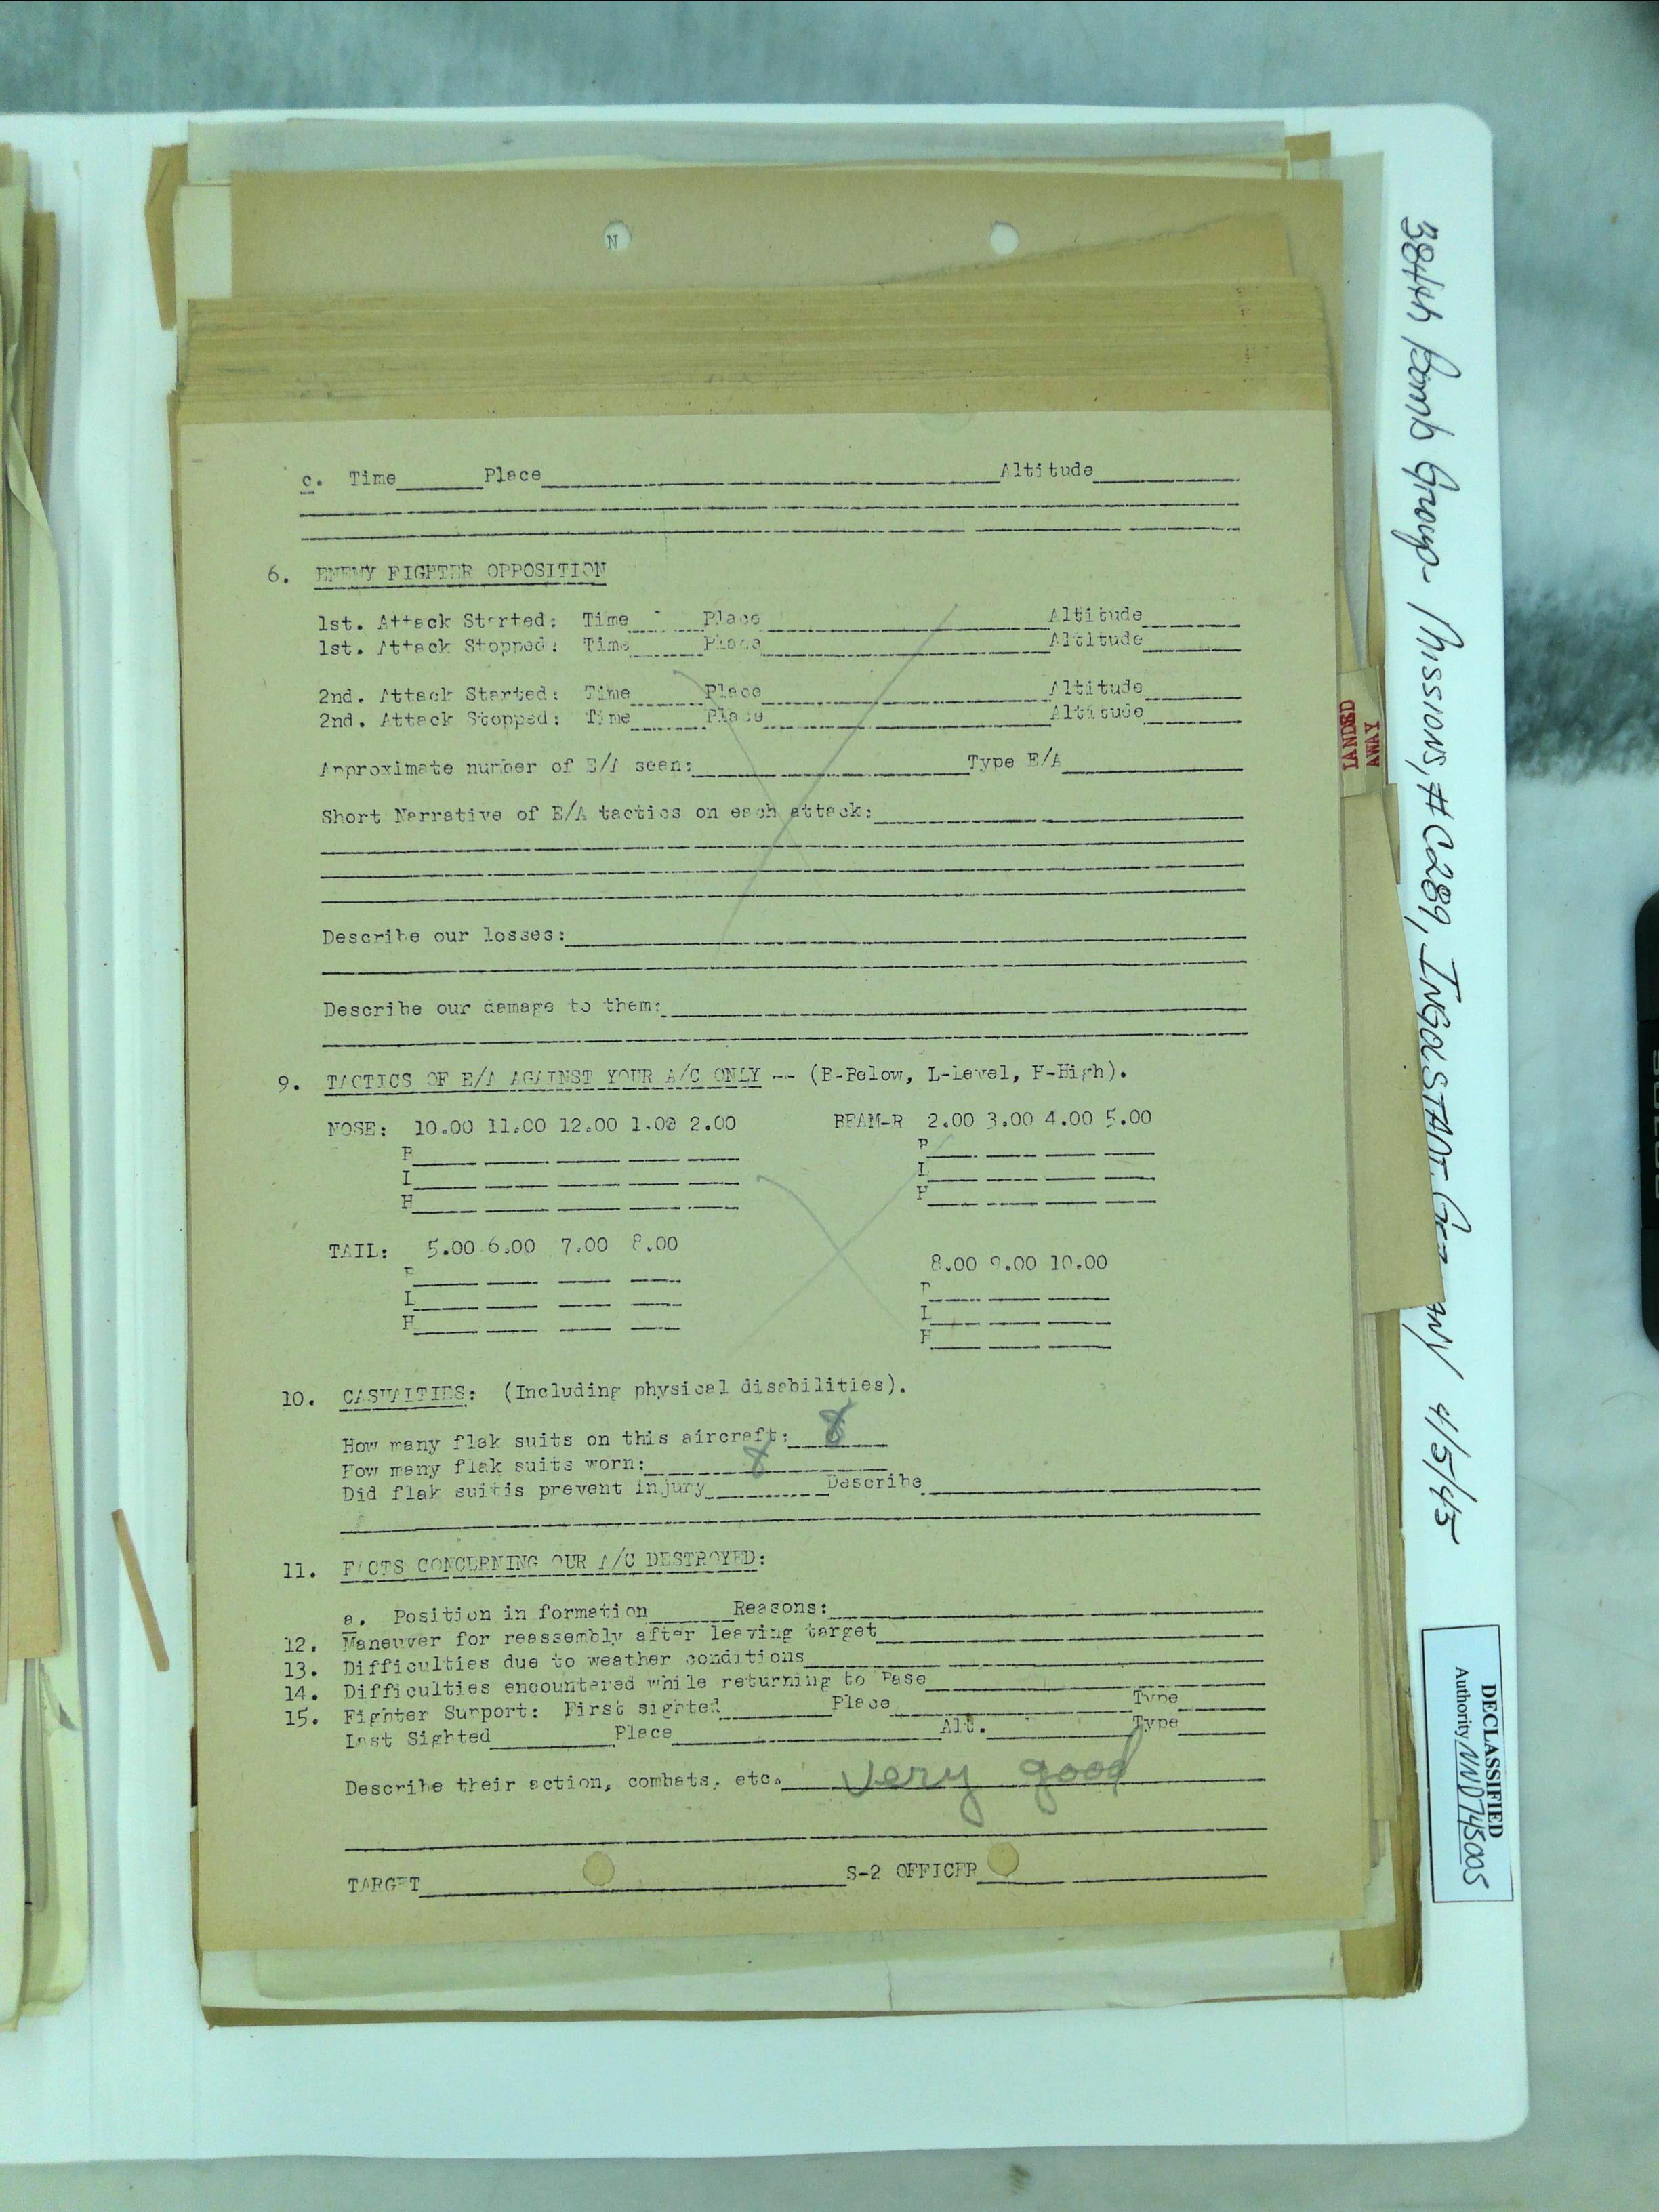 N
c. Time Place Altitude
6. ENEMY FIGHTER OPPOSITION
1st. Attack Started: Time Place Altitude
1st. Attack Stopped: Time Place Altitude
2nd. Attack Started: Time Place Altitude
2nd. Attack Stopped: Time Place Altitude
Approximate number of E/A seen: Type E/A
Short Narrative of E/A tactics on each attack:
Describe our losses:
Describe our damage to them:
9. TACTICS OF E/A AGAINST YOUR A/C ONLY -- (B-Below, L-level, H-High).
NOSE: 10.00 11.00 12.00 1.00 2.00 BEAM-R 2.00 3.00 4.00 5.00
B B
L L
H H
TAIL: 5.00 6.00 7.00 8.00
8.00 9.00 10.00
B B
L L
H H
10. CASUALTIES: (Including physical disabilities).
How many flak suits on this aircraft: 8
How many flak suits worn: 8
Did flak suitis prevent injury Describe
11. FACTS CONCERNING OUR A/C DESTROYED:
a. Position in formation Reasons:
12. Maneuver for reassembly after leaving target
13. Difficulties due to weather conditions
14. Difficulties encountered while returning to Base
15. Fighter Support: First sighted Place Type
Last Sighted Place Alt. Type
Describe their action, combats, etc. very good
TARGET S-2 OFFICER
LANDED
AWAY
384th Bomb Group - Missions, # C289, INGOLSTADT 4/5/45
DECLASSIFIED
Authority NND745005